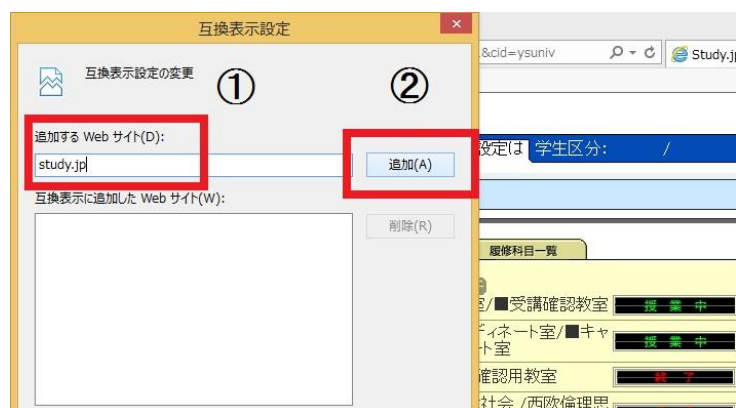 互換表示設定
×
互換表示設定の変更
① ②
追加する Web サイト(D):
study.jp
追加(A)
互換表示に追加した Web サイト(W):
削除(R)
&cid=ysuniv
Study.j
設定は 学生区分: /
履修科目一覧
室/■受講確認教室 授業中
ディネート室/■キャ
ト室 授業中
確認用教室 終了
社会 /西欧倫理思